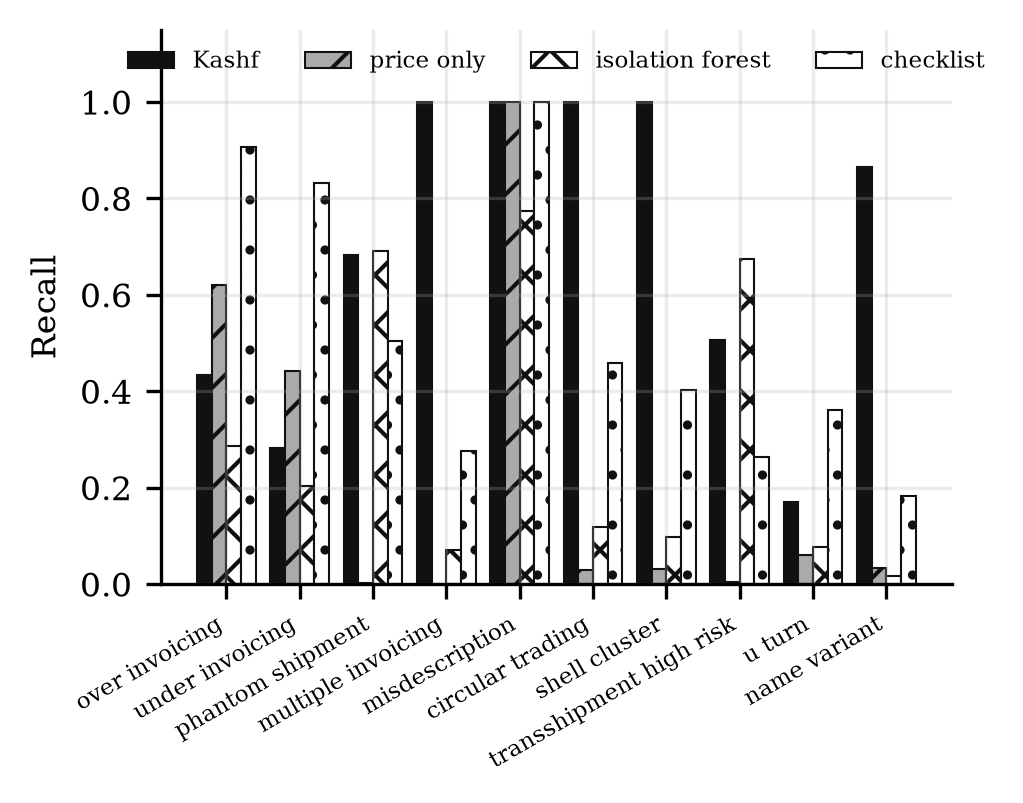 Kashf price only isolation forest checklist
Recall
1.0
0.8
0.6
0.4
0.2
0.0
over invoicing
under invoicing
phantom shipment
multiple invoicing
misdescription
circular trading
shell cluster
transshipment high risk
u turn
name variant